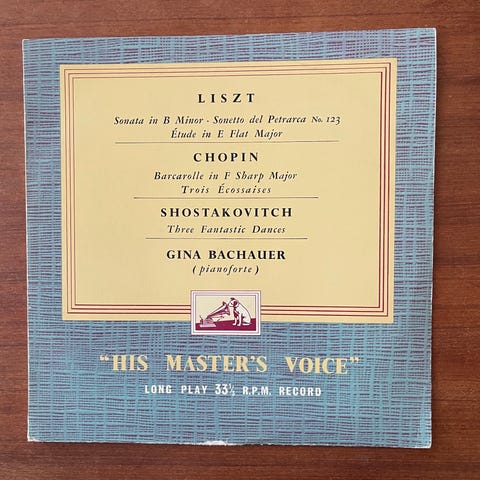 LISZT
Sonata in B Minor · Sonetto del Petrarca No. 123
Étude in E Flat Major
CHOPIN
Barcarolle in F Sharp Major
Trois Écossaises
SHOSTAKOVITCH
Three Fantastic Dances
GINA BACHAUER
(pianoforte)
“HIS MASTER'S VOICE”
LONG PLAY 33⅓ R.P.M. RECORD